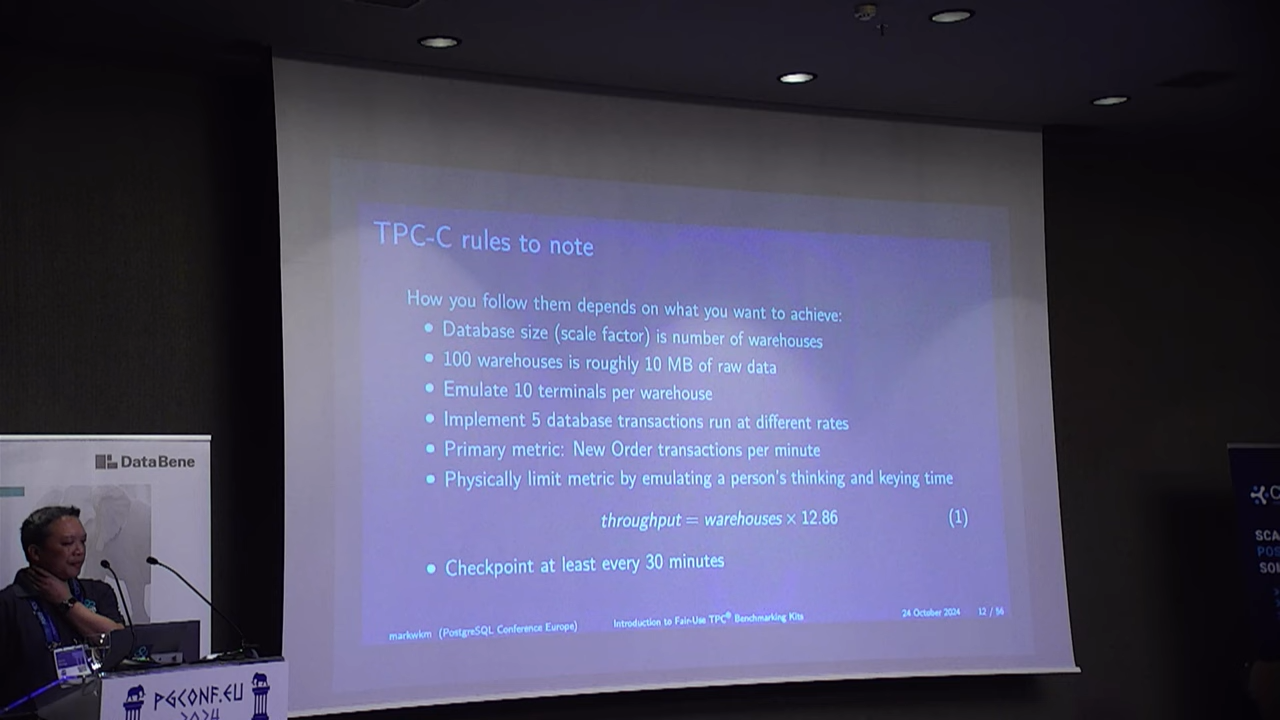 TPC-C rules to note
How you follow them depends on what you want to achieve:
• Database size (scale factor) is number of warehouses
• 100 warehouses is roughly 10 MB of raw data
• Emulate 10 terminals per warehouse
• Implement 5 database transactions run at different rates
• Primary metric: New Order transactions per minute
• Physically limit metric by emulating a person's thinking and keying time
throughput = warehouses × 12.86 (1)
• Checkpoint at least every 30 minutes
markwkm (PostgreSQL Conference Europe) Introduction to Fair-Use TPC® Benchmarking Kits 24 October 2024 12 / 56
DataBene
PGCONF.EU
2024
SCA
POS
SOL